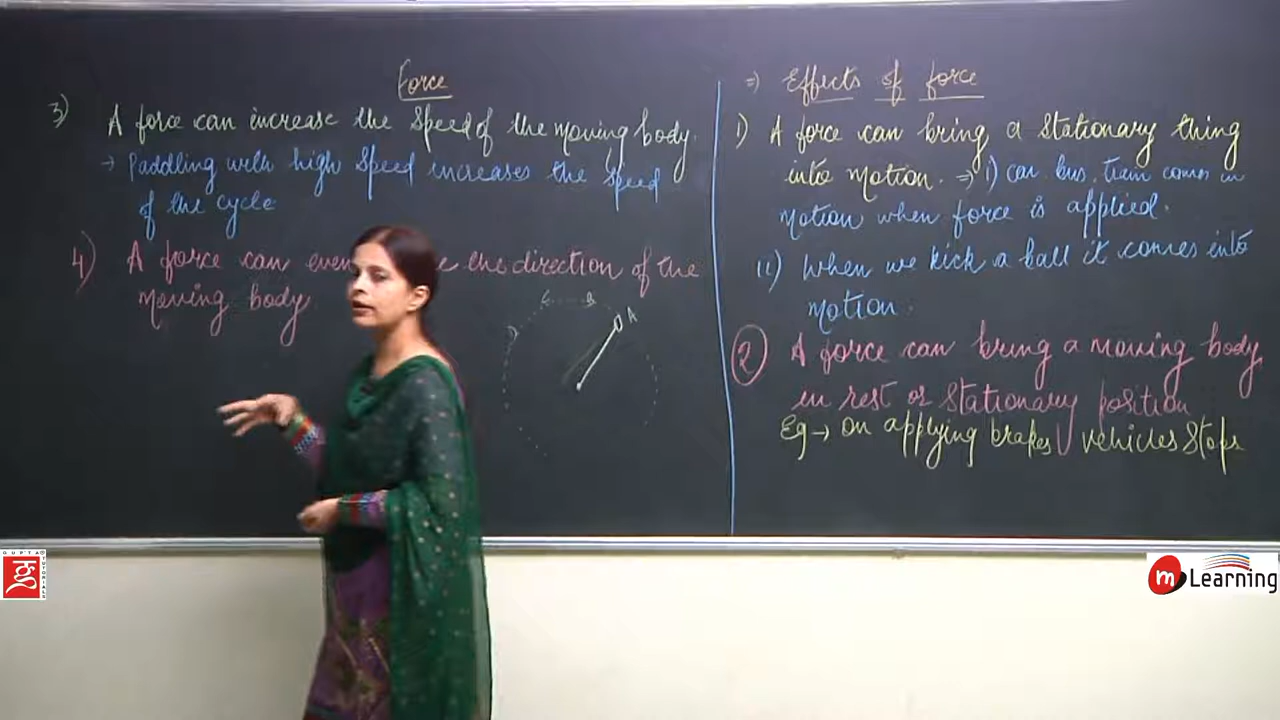 Force
3) A force can increase the speed of the moving body.
→ Paddling with high speed increases the speed
of the cycle
4) A force can even the direction of the
moving body.
C B A
D
⇒ Effects of force
1) A force can bring a stationary thing
into motion. ⇒ i) car bus, train comes in
motion when force is applied.
ii) When we kick a ball it comes into
motion.
2 A force can bring a moving body
in rest or stationary position
Eg → On applying brakes vehicles stops
GUPTA TUTORIALS
m Learning